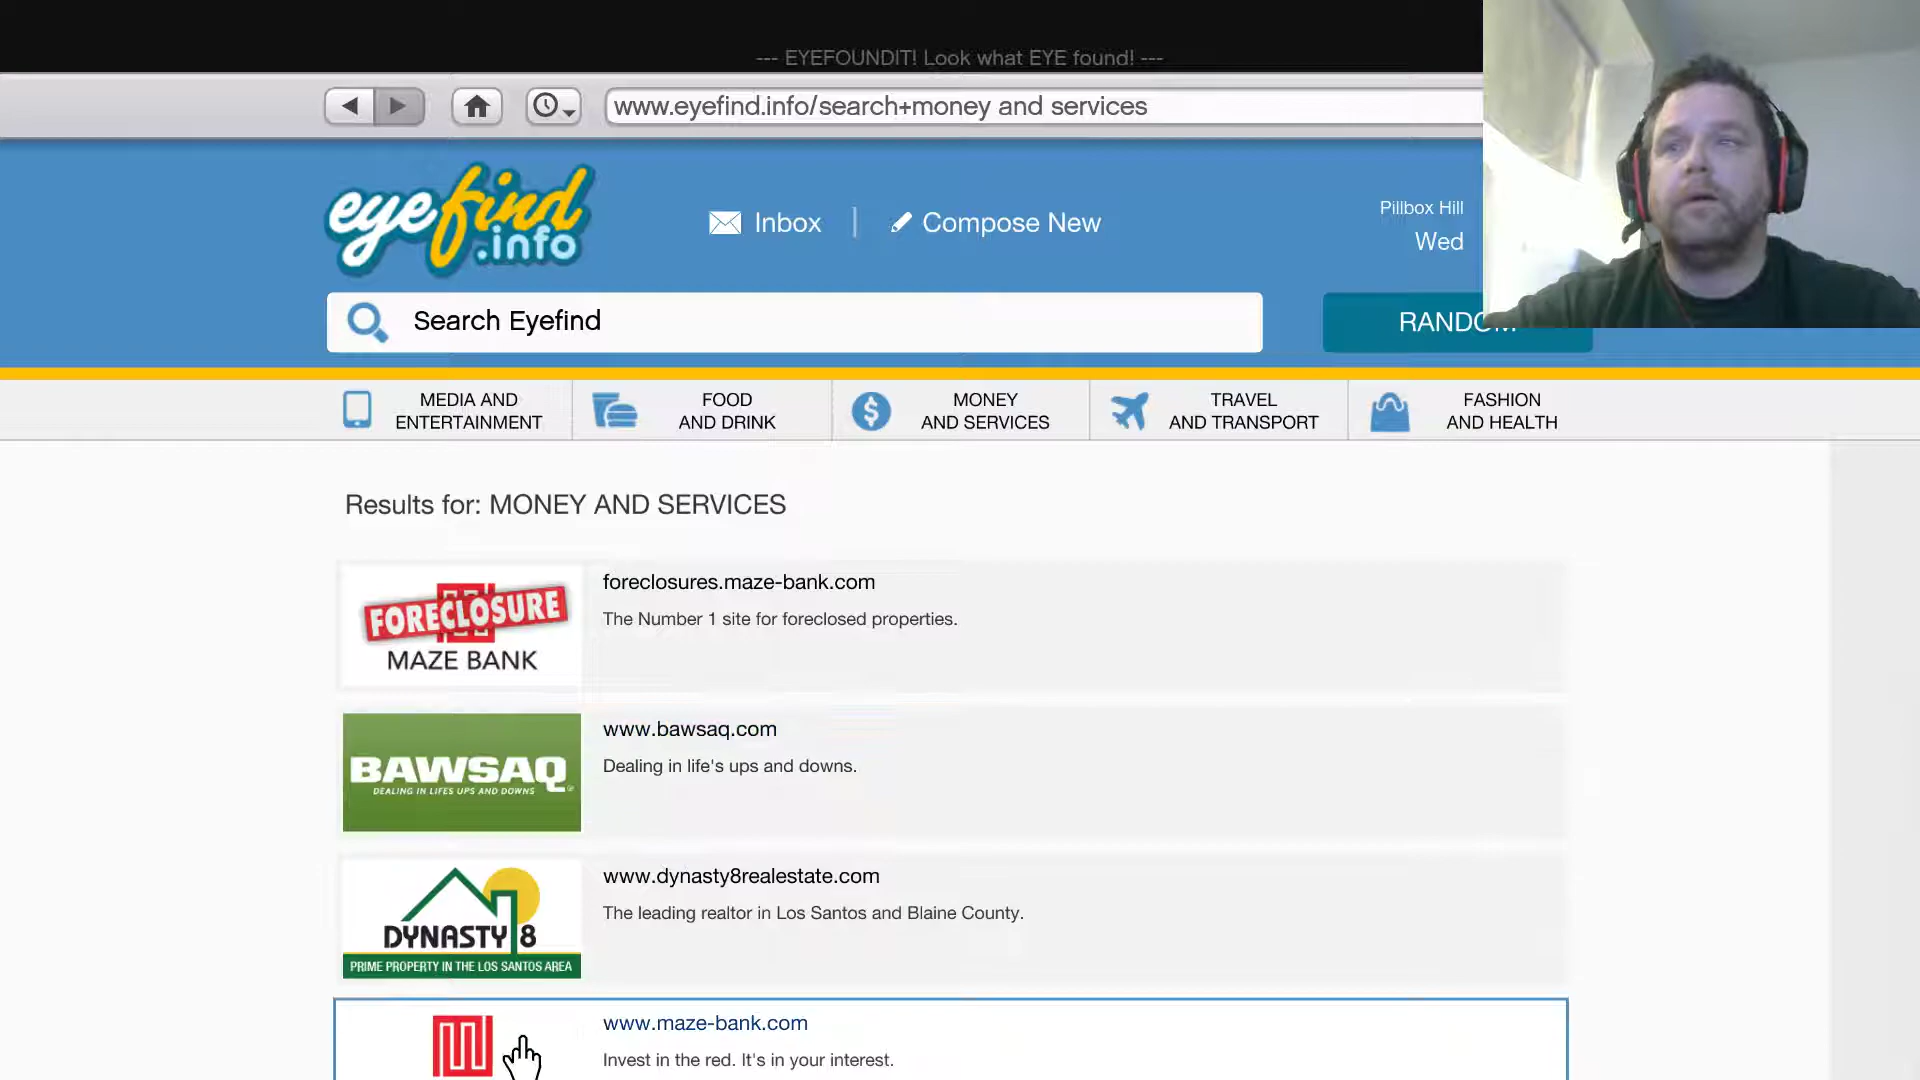 --- EYEFOUNDIT! Look what EYE found! ---
www.eyefind.info/search+money and services
eyefind
.info
Inbox
Compose New
Pillbox Hill
Wed
Search Eyefind
RANDOM
MEDIA AND
ENTERTAINMENT
FOOD
AND DRINK
MONEY
AND SERVICES
TRAVEL
AND TRANSPORT
FASHION
AND HEALTH
Results for: MONEY AND SERVICES
FORECLOSURE
MAZE BANK
foreclosures.maze-bank.com
The Number 1 site for foreclosed properties.
BAWSAQ
DEALING IN LIFE'S UPS AND DOWNS
www.bawsaq.com
Dealing in life's ups and downs.
DYNASTY 8
PRIME PROPERTY IN THE LOS SANTOS AREA
www.dynasty8realestate.com
The leading realtor in Los Santos and Blaine County.
www.maze-bank.com
Invest in the red. It's in your interest.